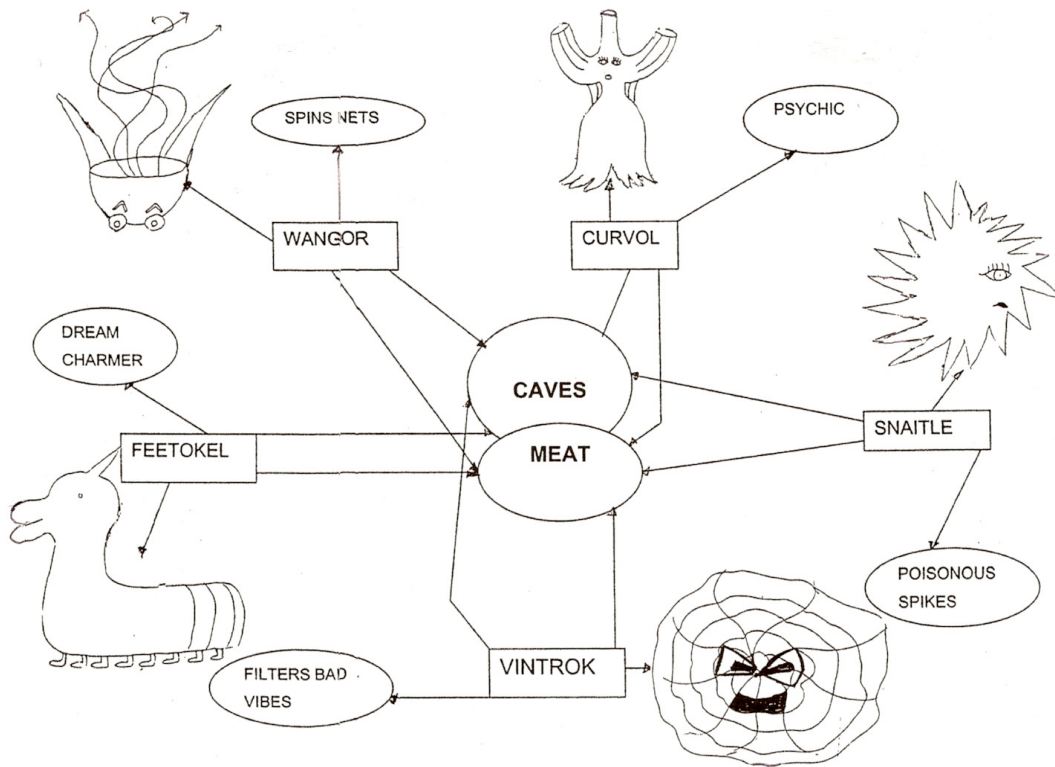 SPINS NETS
PSYCHIC
WANGOR
CURVOL
DREAM
CHARMER
CAVES
SNAITLE
FEETOKEL
MEAT
POISONOUS
SPIKES
VINTROK
FILTERS BAD
VIBES